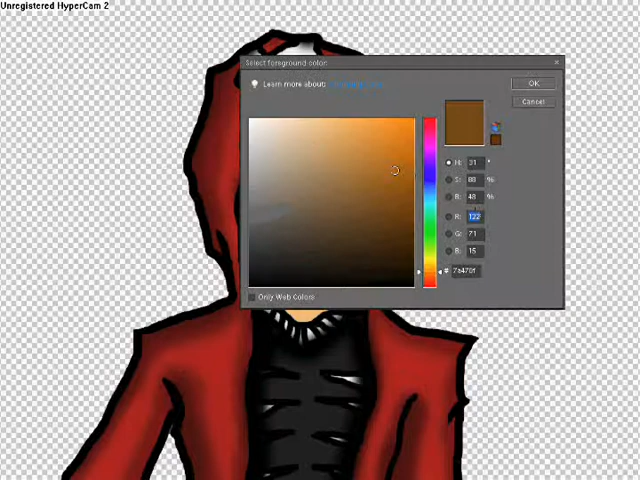 Unregistered HyperCam 2
Select foreground color:
Learn more about:
OK
Cancel
H: 31 °
S: 88 %
B: 48 %
R: 122
G: 71
B: 15
# 7a470f
Only Web Colors